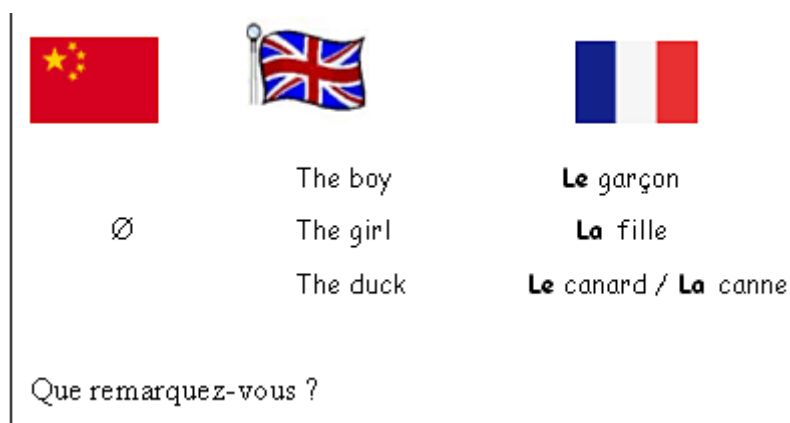 The boy Le garçon
Ø The girl La fille
The duck Le canard / La canne
Que remarquez-vous ?